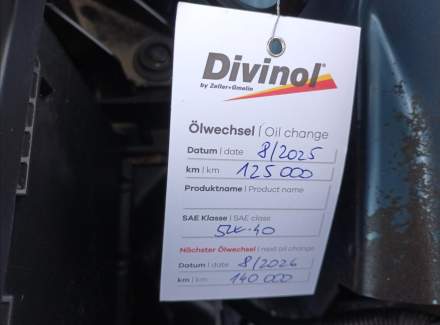 Divinol®
by Zeller+Gmelin
Ölwechsel | Oil change
Datum | date 8/2025
km | km 125 000
Produktname | Product name
SAE Klasse | SAE class
5W-40
Nächster Ölwechsel | next oil change
Datum | date 8/2026
km | km 140 000